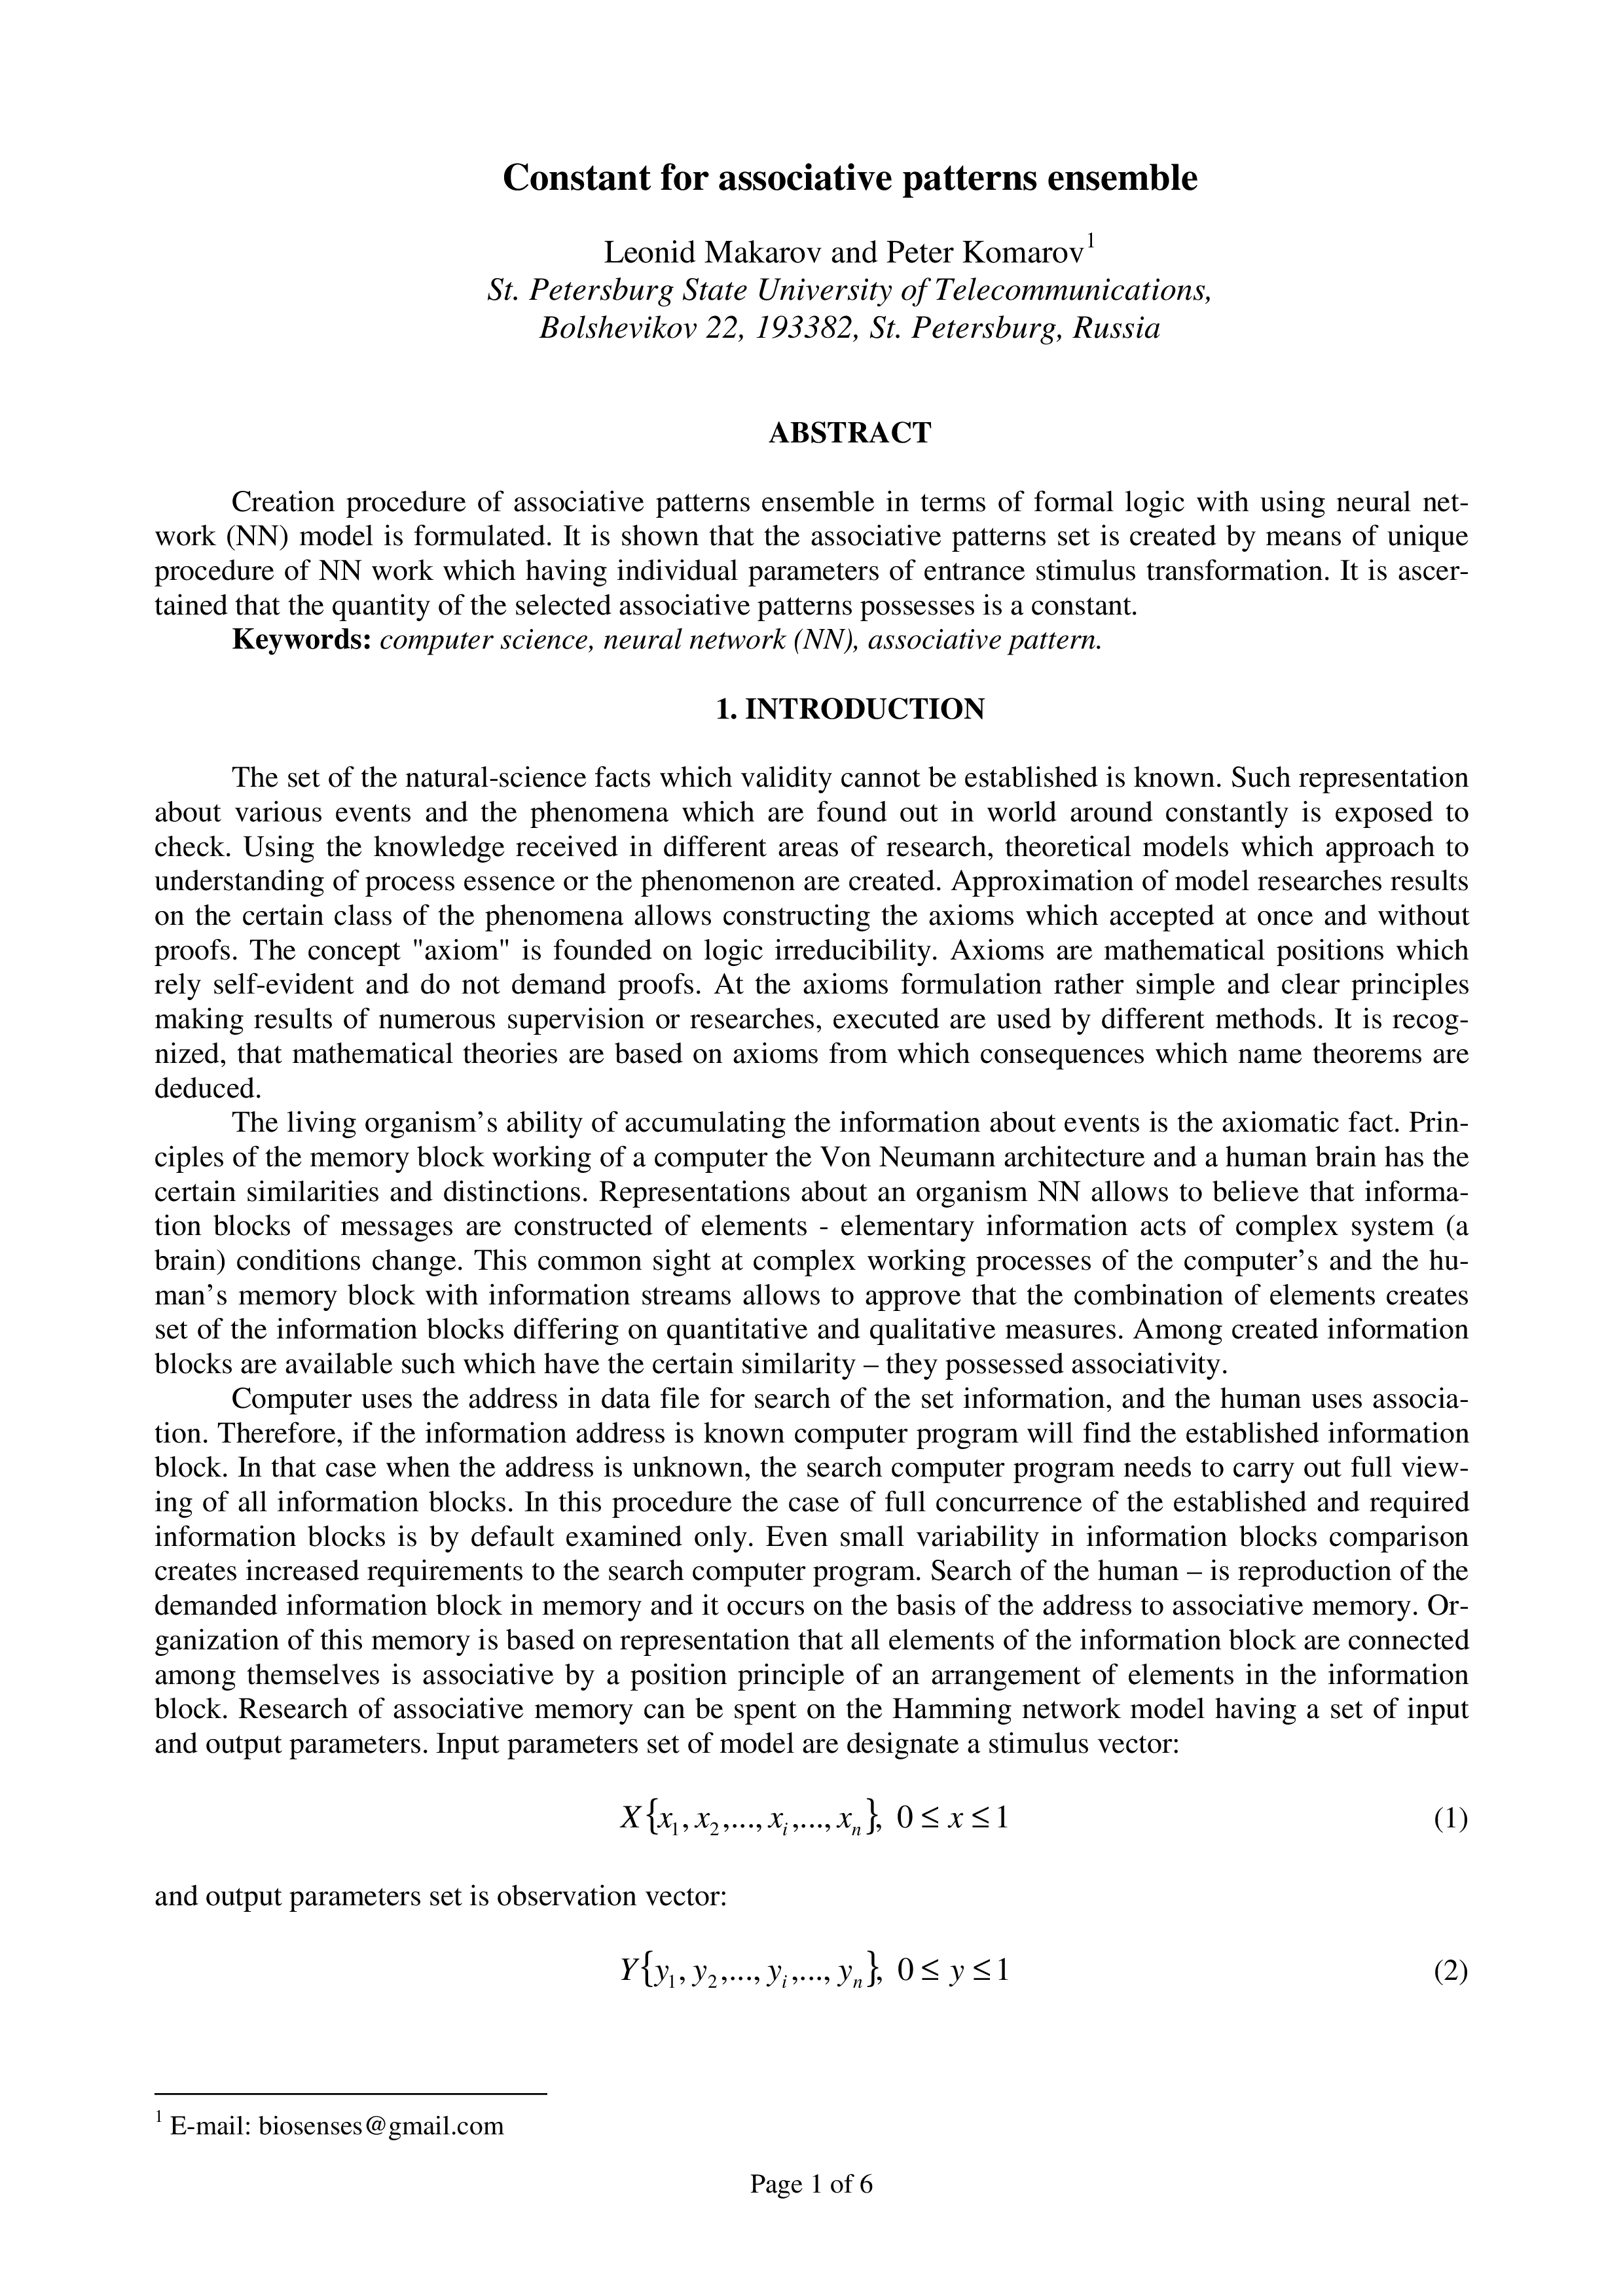 Constant for associative patterns ensemble
Leonid Makarov and Peter Komarov¹
St. Petersburg State University of Telecommunications,
Bolshevikov 22, 193382, St. Petersburg, Russia
ABSTRACT
Creation procedure of associative patterns ensemble in terms of formal logic with using neural net-
work (NN) model is formulated. It is shown that the associative patterns set is created by means of unique
procedure of NN work which having individual parameters of entrance stimulus transformation. It is ascer-
tained that the quantity of the selected associative patterns possesses is a constant.
Keywords: computer science, neural network (NN), associative pattern.
1. INTRODUCTION
The set of the natural-science facts which validity cannot be established is known. Such representation
about various events and the phenomena which are found out in world around constantly is exposed to
check. Using the knowledge received in different areas of research, theoretical models which approach to
understanding of process essence or the phenomenon are created. Approximation of model researches results
on the certain class of the phenomena allows constructing the axioms which accepted at once and without
proofs. The concept "axiom" is founded on logic irreducibility. Axioms are mathematical positions which
rely self-evident and do not demand proofs. At the axioms formulation rather simple and clear principles
making results of numerous supervision or researches, executed are used by different methods. It is recog-
nized, that mathematical theories are based on axioms from which consequences which name theorems are
deduced.
The living organism’s ability of accumulating the information about events is the axiomatic fact. Prin-
ciples of the memory block working of a computer the Von Neumann architecture and a human brain has the
certain similarities and distinctions. Representations about an organism NN allows to believe that informa-
tion blocks of messages are constructed of elements - elementary information acts of complex system (a
brain) conditions change. This common sight at complex working processes of the computer’s and the hu-
man’s memory block with information streams allows to approve that the combination of elements creates
set of the information blocks differing on quantitative and qualitative measures. Among created information
blocks are available such which have the certain similarity – they possessed associativity.
Computer uses the address in data file for search of the set information, and the human uses associa-
tion. Therefore, if the information address is known computer program will find the established information
block. In that case when the address is unknown, the search computer program needs to carry out full view-
ing of all information blocks. In this procedure the case of full concurrence of the established and required
information blocks is by default examined only. Even small variability in information blocks comparison
creates increased requirements to the search computer program. Search of the human – is reproduction of the
demanded information block in memory and it occurs on the basis of the address to associative memory. Or-
ganization of this memory is based on representation that all elements of the information block are connected
among themselves is associative by a position principle of an arrangement of elements in the information
block. Research of associative memory can be spent on the Hamming network model having a set of input
and output parameters. Input parameters set of model are designate a stimulus vector:
X{x₁, x₂,..., xᵢ,..., xₙ}, 0 ≤ x ≤ 1 (1)
and output parameters set is observation vector:
Y{y₁, y₂,..., yᵢ,..., yₙ}, 0 ≤ y ≤ 1 (2)
¹ E-mail: biosenses@gmail.com
Page 1 of 6